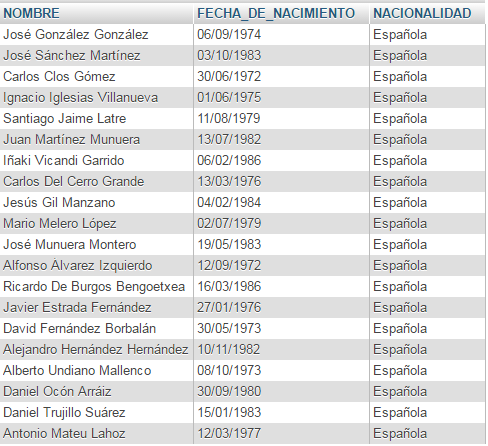 NOMBRE FECHA_DE_NACIMIENTO NACIONALIDAD
José González González 06/09/1974 Española
José Sánchez Martínez 03/10/1983 Española
Carlos Clos Gómez 30/06/1972 Española
Ignacio Iglesias Villanueva 01/06/1975 Española
Santiago Jaime Latre 11/08/1979 Española
Juan Martínez Munuera 13/07/1982 Española
Iñaki Vicandi Garrido 06/02/1986 Española
Carlos Del Cerro Grande 13/03/1976 Española
Jesús Gil Manzano 04/02/1984 Española
Mario Melero López 02/07/1979 Española
José Munuera Montero 19/05/1983 Española
Alfonso Alvarez Izquierdo 12/09/1972 Española
Ricardo De Burgos Bengoetxea 16/03/1986 Española
Javier Estrada Fernández 27/01/1976 Española
David Fernández Borbalán 30/05/1973 Española
Alejandro Hernández Hernández 10/11/1982 Española
Alberto Undiano Mallenco 08/10/1973 Española
Daniel Ocón Arráiz 30/09/1980 Española
Daniel Trujillo Suárez 15/01/1983 Española
Antonio Mateu Lahoz 12/03/1977 Española